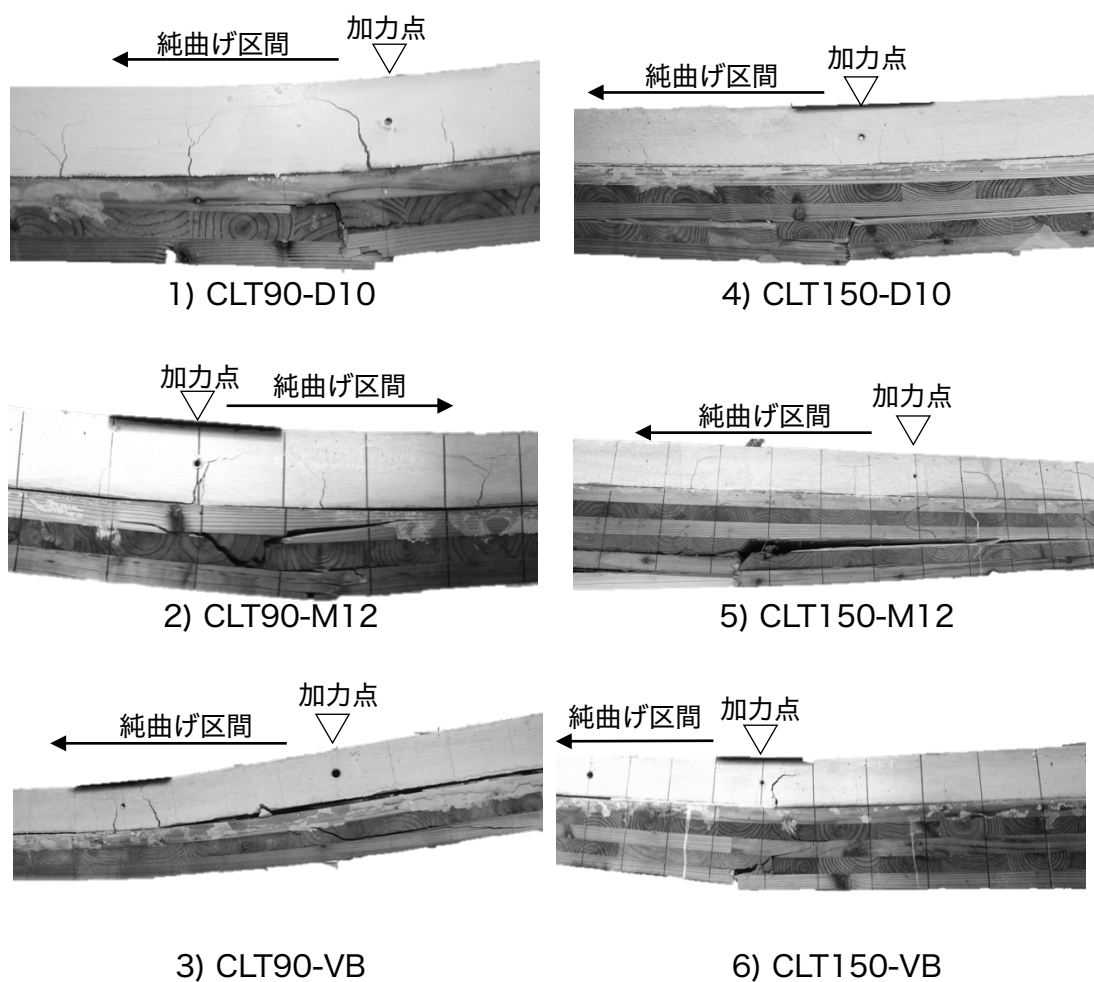 純曲げ区間
加力点
1) CLT90-D10
純曲げ区間
加力点
4) CLT150-D10
加力点
純曲げ区間
2) CLT90-M12
純曲げ区間
加力点
5) CLT150-M12
純曲げ区間
加力点
3) CLT90-VB
純曲げ区間
加力点
6) CLT150-VB